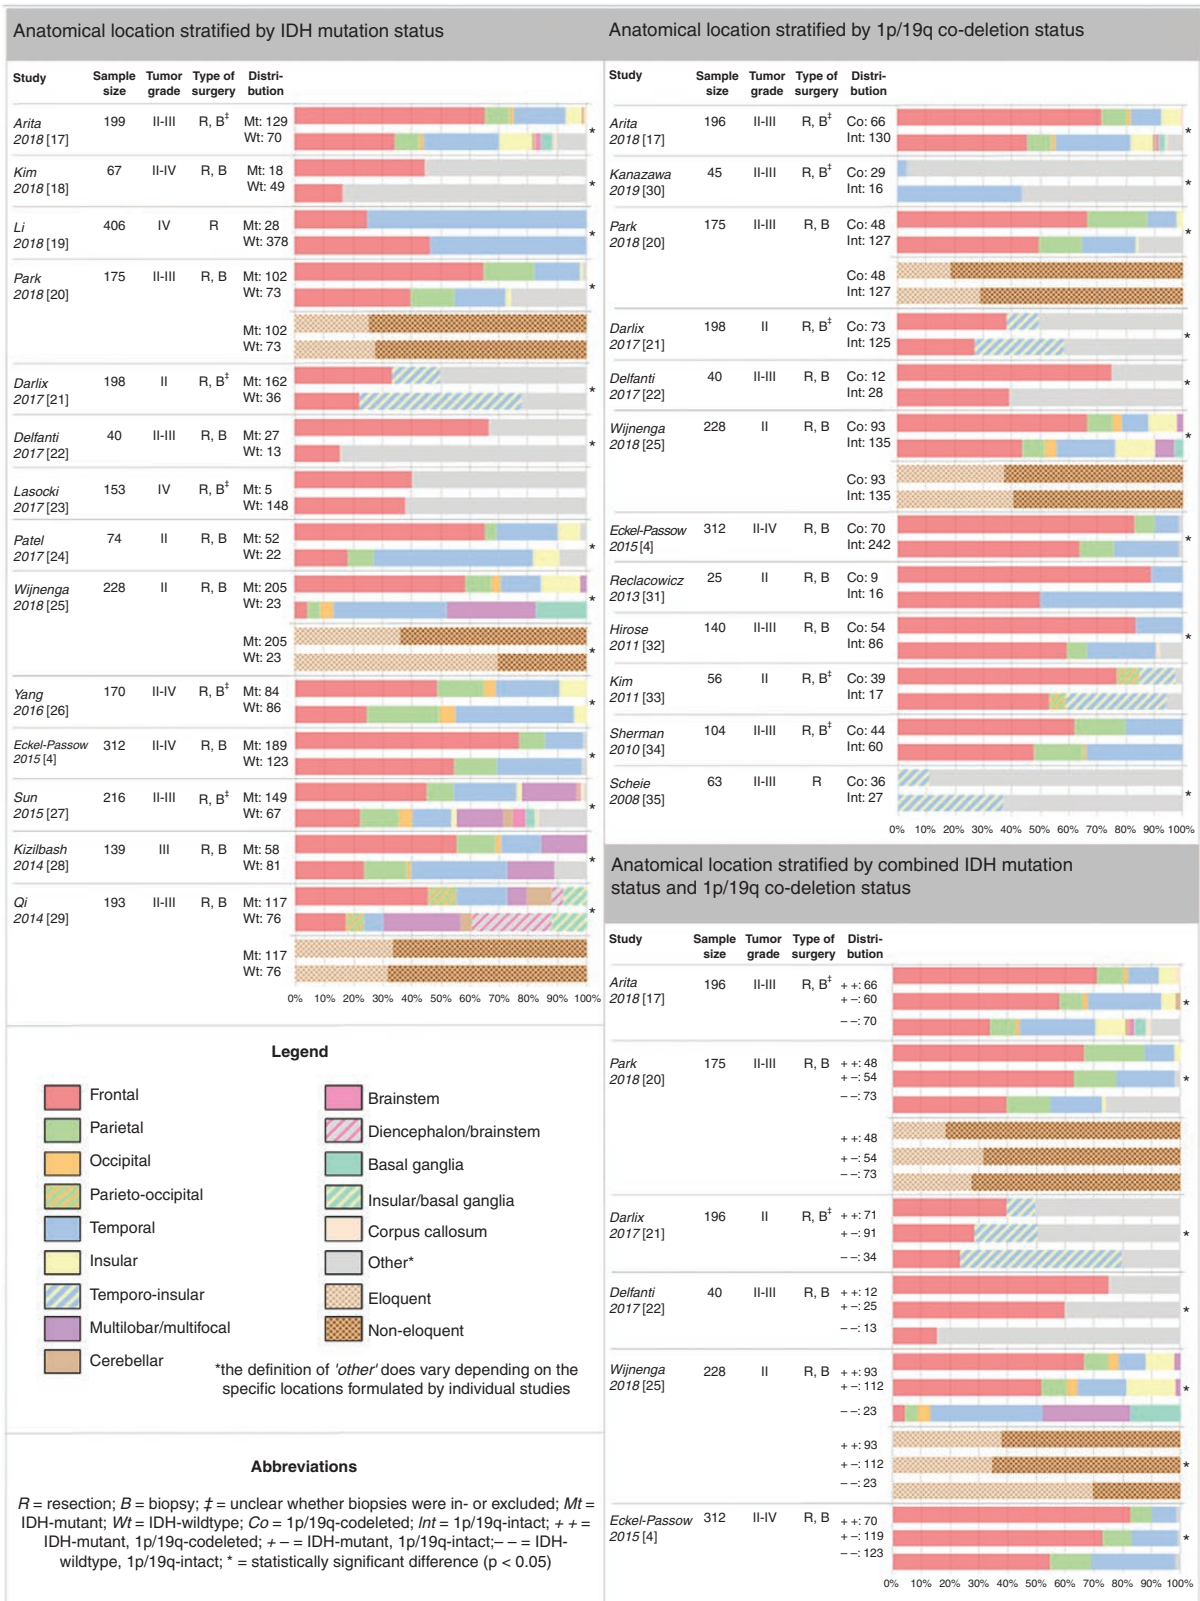 Anatomical location stratified by IDH mutation status
Study Sample size Tumor grade Type of surgery Distri-bution
Arita 2018 [17] 199 II-III R, B‡ Mt: 129 Wt: 70 *
Kim 2018 [18] 67 II-IV R, B Mt: 18 Wt: 49 *
Li 2018 [19] 406 IV R Mt: 28 Wt: 378 *
Park 2018 [20] 175 II-III R, B Mt: 102 Wt: 73 *
Mt: 102 Wt: 73
Darlix 2017 [21] 198 II R, B‡ Mt: 162 Wt: 36 *
Delfanti 2017 [22] 40 II-III R, B Mt: 27 Wt: 13 *
Lasocki 2017 [23] 153 IV R, B‡ Mt: 5 Wt: 148
Patel 2017 [24] 74 II R, B Mt: 52 Wt: 22 *
Wijnenga 2018 [25] 228 II R, B Mt: 205 Wt: 23 *
Mt: 205 Wt: 23 *
Yang 2016 [26] 170 II-IV R, B‡ Mt: 84 Wt: 86 *
Eckel-Passow 2015 [4] 312 II-IV R, B Mt: 189 Wt: 123 *
Sun 2015 [27] 216 II-III R, B‡ Mt: 149 Wt: 67 *
Kizilbash 2014 [28] 139 III R, B Mt: 58 Wt: 81 *
Qi 2014 [29] 193 II-III R, B Mt: 117 Wt: 76 *
Mt: 117 Wt: 76
0% 10% 20% 30% 40% 50% 60% 70% 80% 90% 100%
Legend
Frontal
Parietal
Occipital
Parieto-occipital
Temporal
Insular
Temporo-insular
Multilobar/multifocal
Cerebellar
Brainstem
Diencephalon/brainstem
Basal ganglia
Insular/basal ganglia
Corpus callosum
Other*
Eloquent
Non-eloquent
*the definition of 'other' does vary depending on the
specific locations formulated by individual studies
Abbreviations
R = resection; B = biopsy; ‡ = unclear whether biopsies were in- or excluded; Mt =
IDH-mutant; Wt = IDH-wildtype; Co = 1p/19q-codeleted; Int = 1p/19q-intact; + + =
IDH-mutant, 1p/19q-codeleted; + – = IDH-mutant, 1p/19q-intact;– – = IDH-
wildtype, 1p/19q-intact; * = statistically significant difference (p < 0.05)
Anatomical location stratified by 1p/19q co-deletion status
Study Sample size Tumor grade Type of surgery Distri-bution
Arita 2018 [17] 196 II-III R, B‡ Co: 66 Int: 130 *
Kanazawa 2019 [30] 45 II-III R, B‡ Co: 29 Int: 16 *
Park 2018 [20] 175 II-III R, B Co: 48 Int: 127 *
Co: 48 Int: 127
Darlix 2017 [21] 198 II R, B‡ Co: 73 Int: 125 *
Delfanti 2017 [22] 40 II-III R, B Co: 12 Int: 28
Wijnenga 2018 [25] 228 II R, B Co: 93 Int: 135 *
Co: 93 Int: 135
Eckel-Passow 2015 [4] 312 II-IV R, B Co: 70 Int: 242 *
Reclacowicz 2013 [31] 25 II R, B Co: 9 Int: 16
Hirose 2011 [32] 140 II-III R, B Co: 54 Int: 86 *
Kim 2011 [33] 56 II R, B‡ Co: 39 Int: 17
Sherman 2010 [34] 104 II-III R, B‡ Co: 44 Int: 60
Scheie 2008 [35] 63 II-III R Co: 36 Int: 27 *
0% 10% 20% 30% 40% 50% 60% 70% 80% 90% 100%
Anatomical location stratified by combined IDH mutation
status and 1p/19q co-deletion status
Study Sample size Tumor grade Type of surgery Distri-bution
Arita 2018 [17] 196 II-III R, B‡ + +: 66 + –: 60 – –: 70 *
Park 2018 [20] 175 II-III R, B + +: 48 + –: 54 – –: 73 *
+ +: 48 + –: 54 – –: 73
Darlix 2017 [21] 196 II R, B‡ + +: 71 + –: 91 – –: 34 *
Delfanti 2017 [22] 40 II-III R, B + +: 12 + –: 25 – –: 13 *
Wijnenga 2018 [25] 228 II R, B + +: 93 + –: 112 – –: 23 *
+ +: 93 + –: 112 – –: 23 *
Eckel-Passow 2015 [4] 312 II-IV R, B + +: 70 + –: 119 – –: 123 *
0% 10% 20% 30% 40% 50% 60% 70% 80% 90% 100%